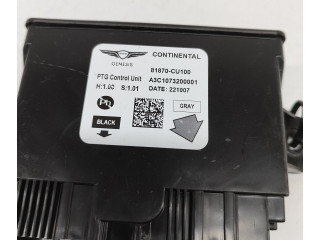 GENESIS
CONTINENTAL
81870-CU100
PTG Control Unit
A3C1073200001
H:1.00 S:1.01
DATE: 221007
GRAY
BLACK